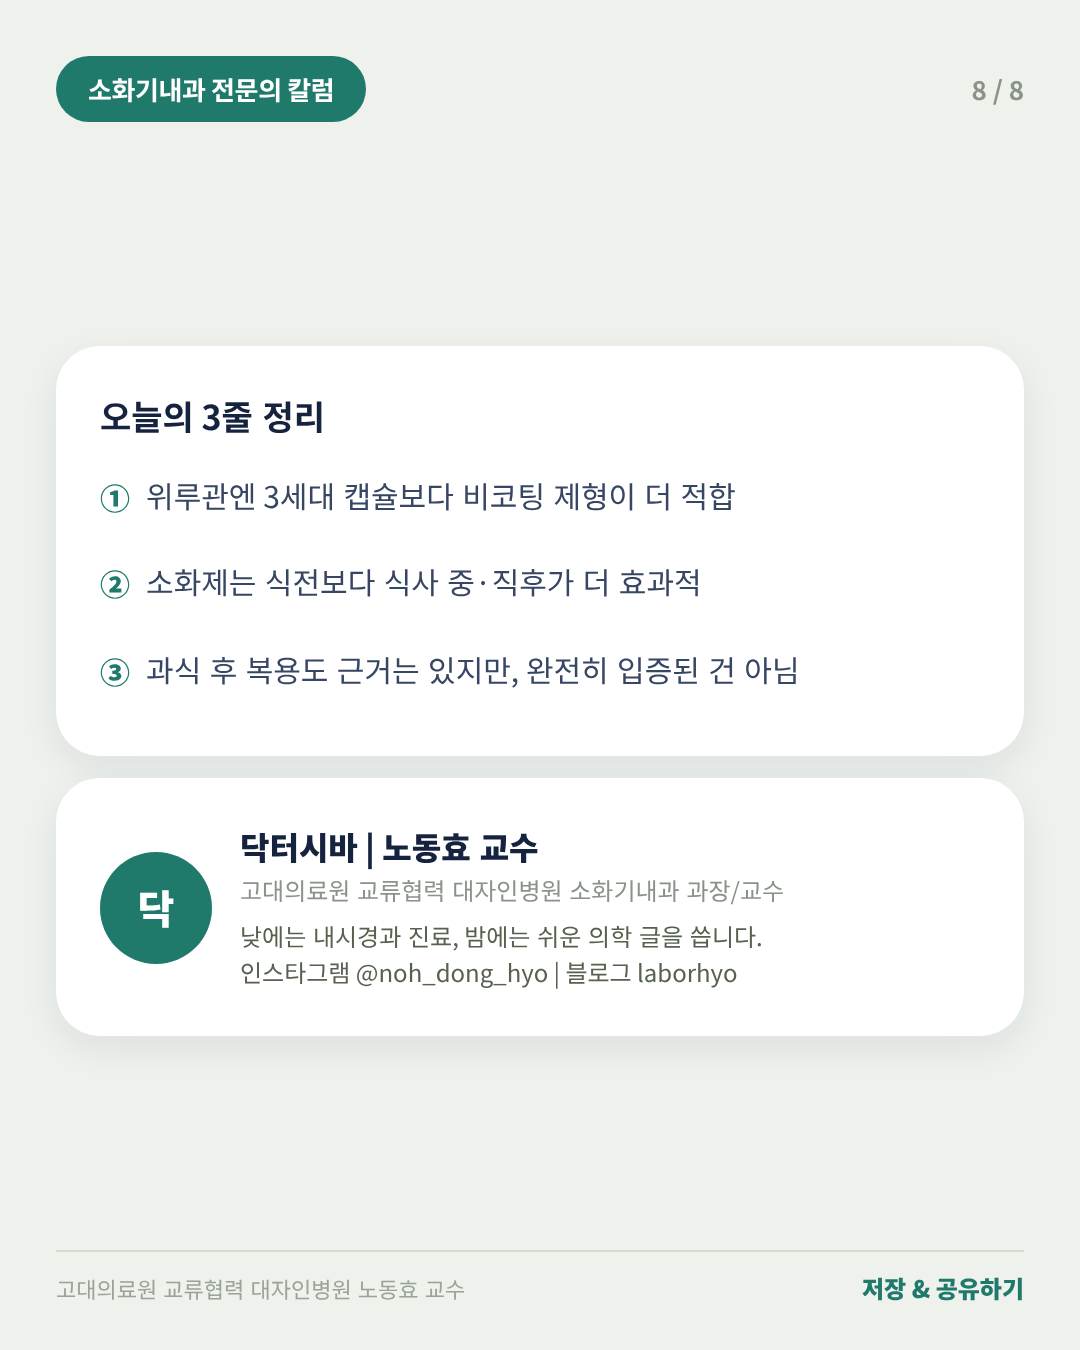 소화기내과 전문의 칼럼
8 / 8
오늘의 3줄 정리
① 위루관엔 3세대 캡슐보다 비코팅 제형이 더 적합
② 소화제는 식전보다 식사 중·직후가 더 효과적
③ 과식 후 복용도 근거는 있지만, 완전히 입증된 건 아님
닥
닥터시바 | 노동효 교수
고대의료원 교류협력 대자인병원 소화기내과 과장/교수
낮에는 내시경과 진료, 밤에는 쉬운 의학 글을 씁니다.
인스타그램 @noh_dong_hyo | 블로그 laborhyo
고대의료원 교류협력 대자인병원 노동효 교수
저장 & 공유하기